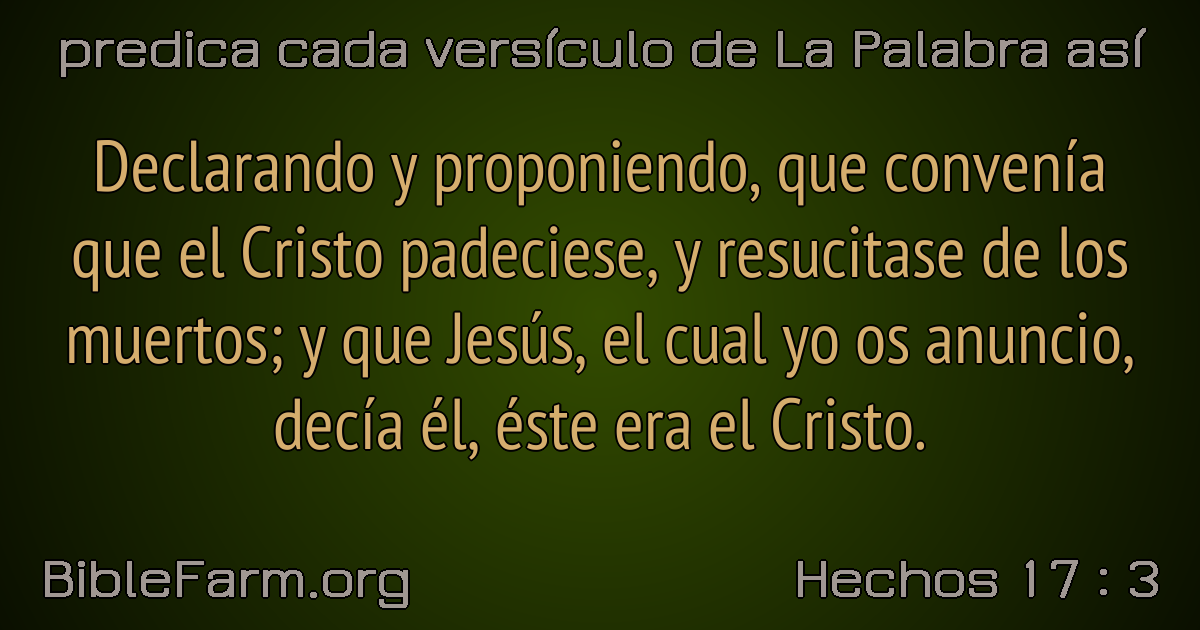 predica cada versículo de La Palabra así
Declarando y proponiendo, que convenía
que el Cristo padeciese, y resucitase de los
muertos; y que Jesús, el cual yo os anuncio,
decía él, éste era el Cristo.
BibleFarm.org
Hechos 17 : 3